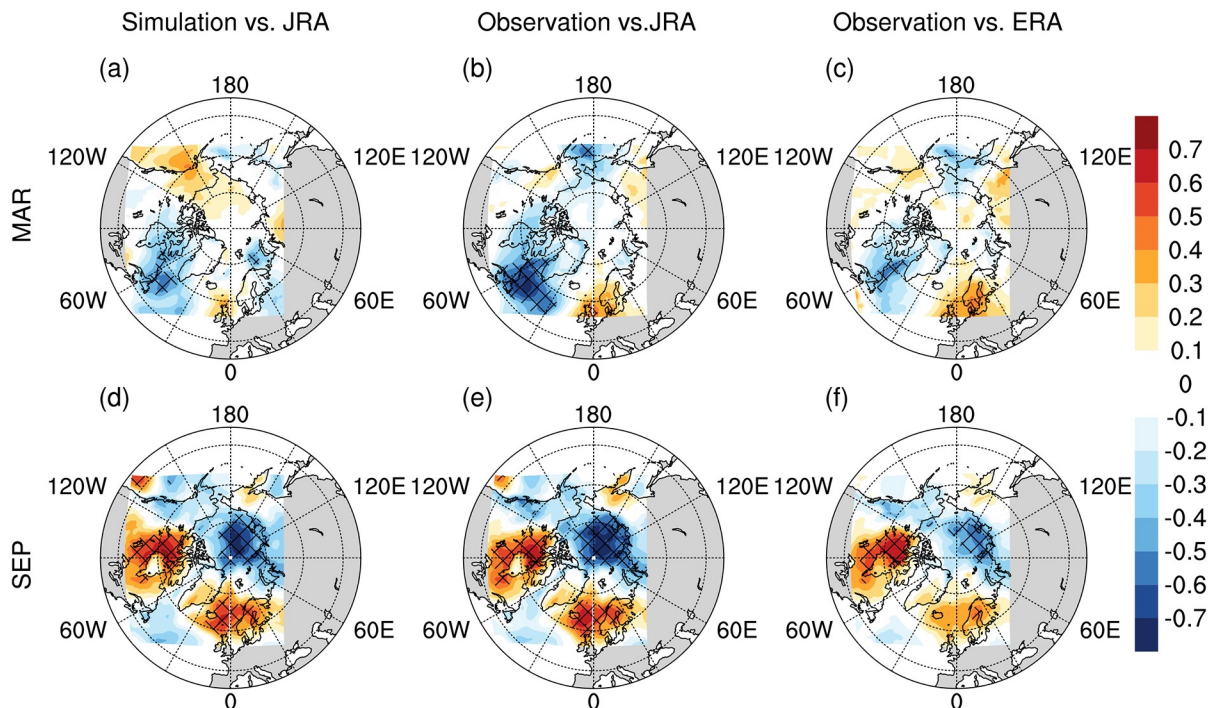 Simulation vs. JRA Observation vs.JRA Observation vs. ERA
(a) (b) (c)
180 180 180
120W 120E 120W 120E 120W 120E
MAR
60W 60E 60W 60E 60W 60E
0 0 0
(d) (e) (f)
180 180 180
120W 120E 120W 120E 120W 120E
SEP
60W 60E 60W 60E 60W 60E
0 0 0
0.7
0.6
0.5
0.4
0.3
0.2
0.1
0
-0.1
-0.2
-0.3
-0.4
-0.5
-0.6
-0.7